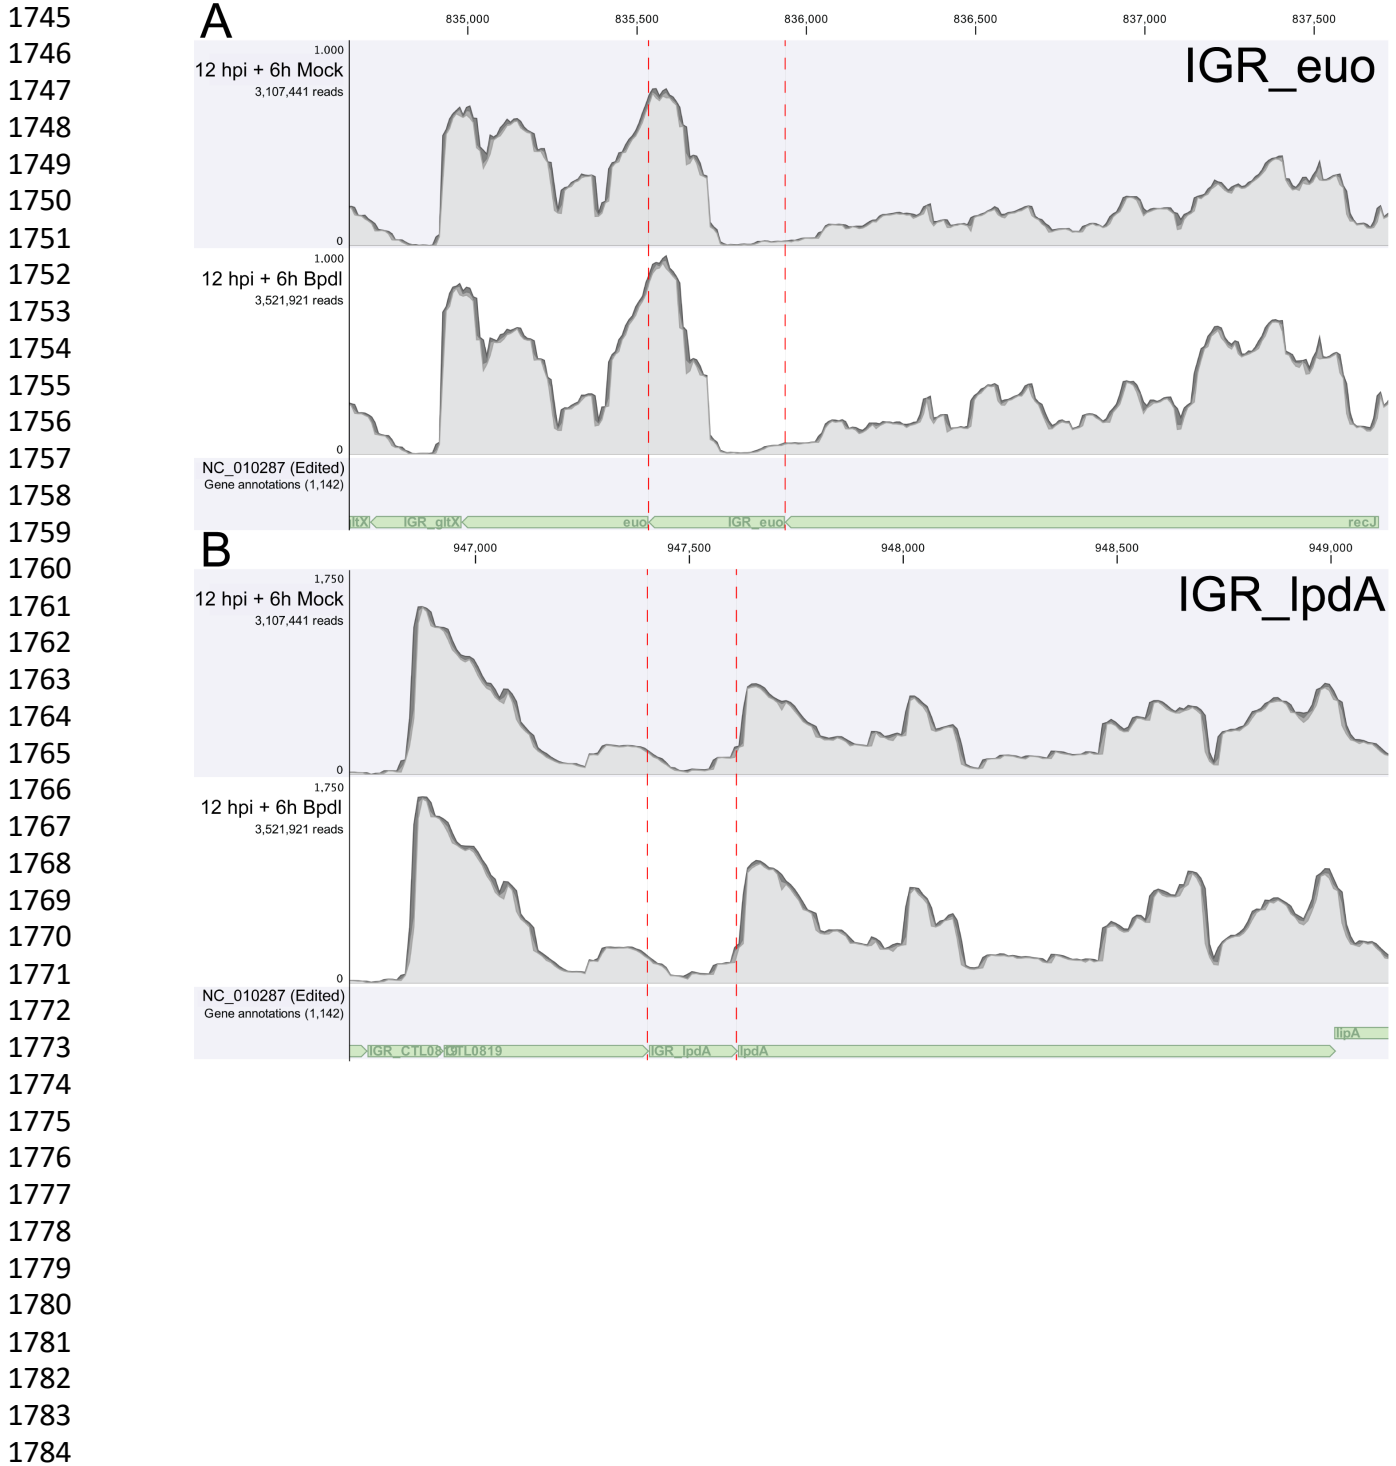 1745
1746
1747
1748
1749
1750
1751
1752
1753
1754
1755
1756
1757
1758
1759
1760
1761
1762
1763
1764
1765
1766
1767
1768
1769
1770
1771
1772
1773
1774
1775
1776
1777
1778
1779
1780
1781
1782
1783
1784
A
835,000 835,500 836,000 836,500 837,000 837,500
IGR_euo
1.000
12 hpi + 6h Mock
3,107,441 reads
0
1.000
12 hpi + 6h BpdI
3,521,921 reads
0
NC_010287 (Edited)
Gene annotations (1,142)
ltX IGR_gltX euo IGR_euo recJ
B
947,000 947,500 948,000 948,500 949,000
IGR_lpdA
1,750
12 hpi + 6h Mock
3,107,441 reads
0
1,750
12 hpi + 6h BpdI
3,521,921 reads
0
NC_010287 (Edited)
Gene annotations (1,142)
lipA
CTL0819 IGR_lpdA lpdA